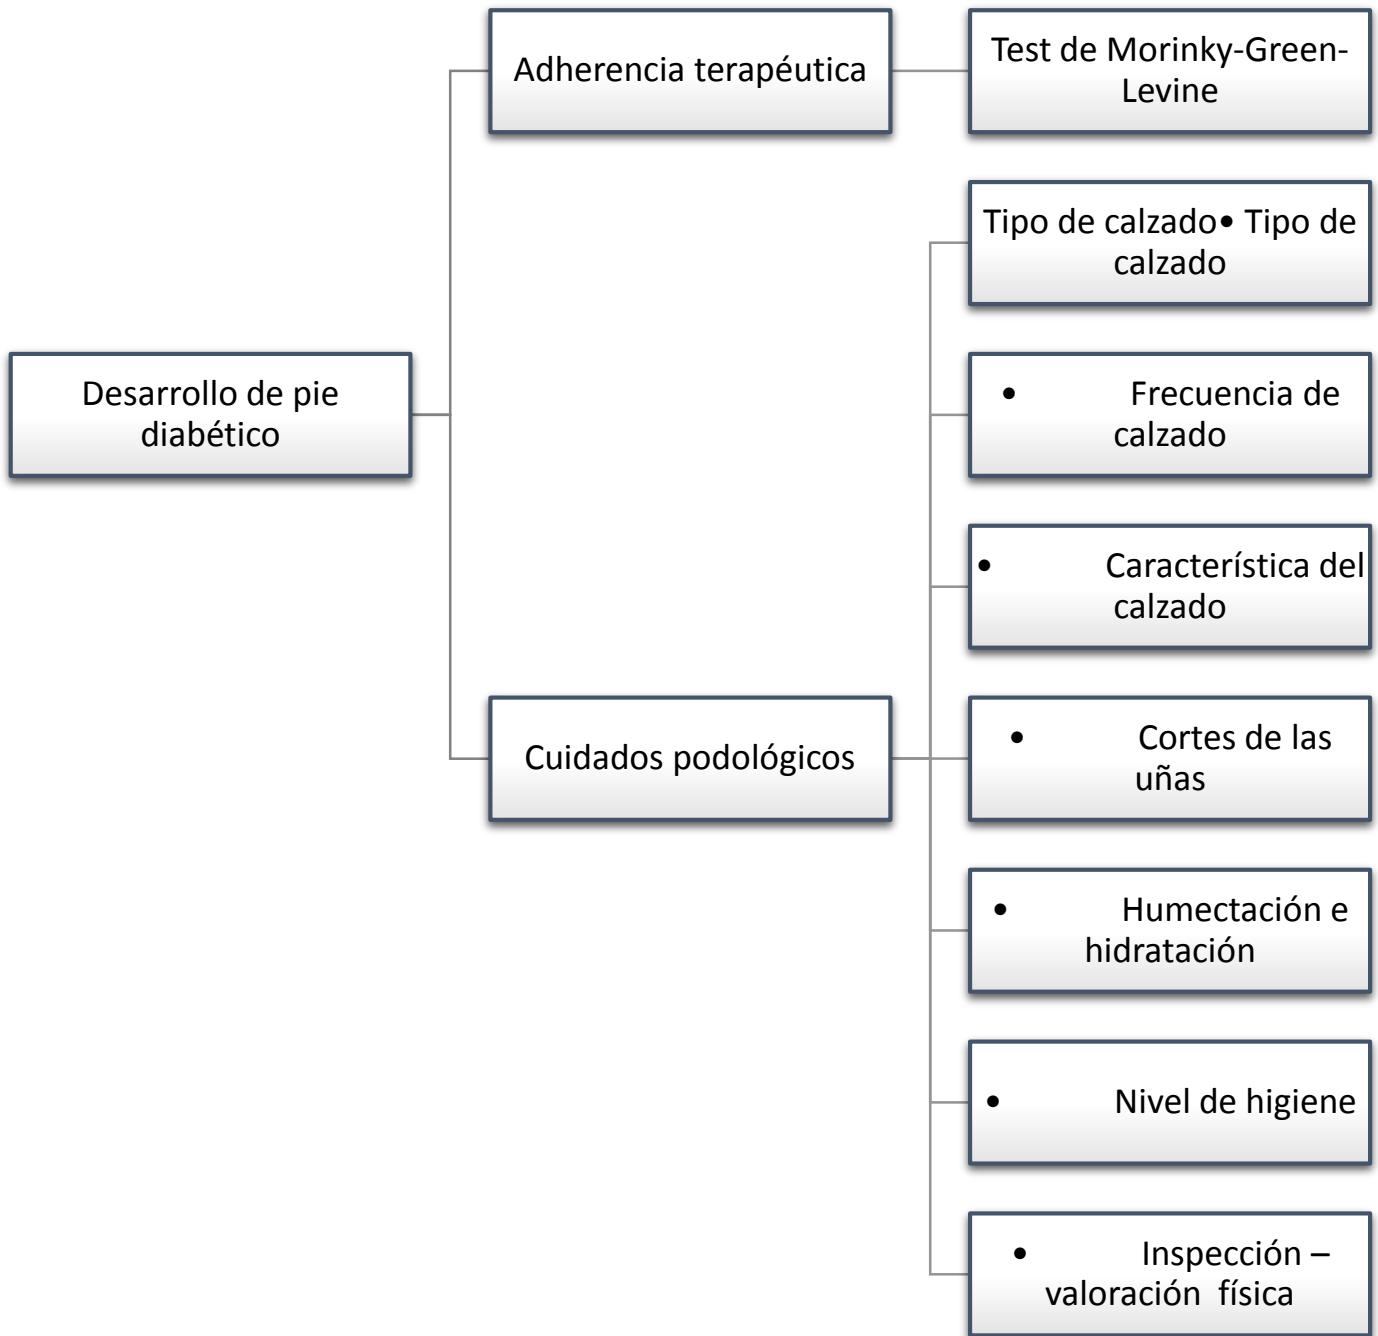 Adherencia terapéutica
Test de Morinky-Green-
Levine
Tipo de calzado• Tipo de
calzado
Desarrollo de pie
diabético
• Frecuencia de
calzado
• Característica del
calzado
Cuidados podológicos
• Cortes de las
uñas
• Humectación e
hidratación
• Nivel de higiene
• Inspección –
valoración física